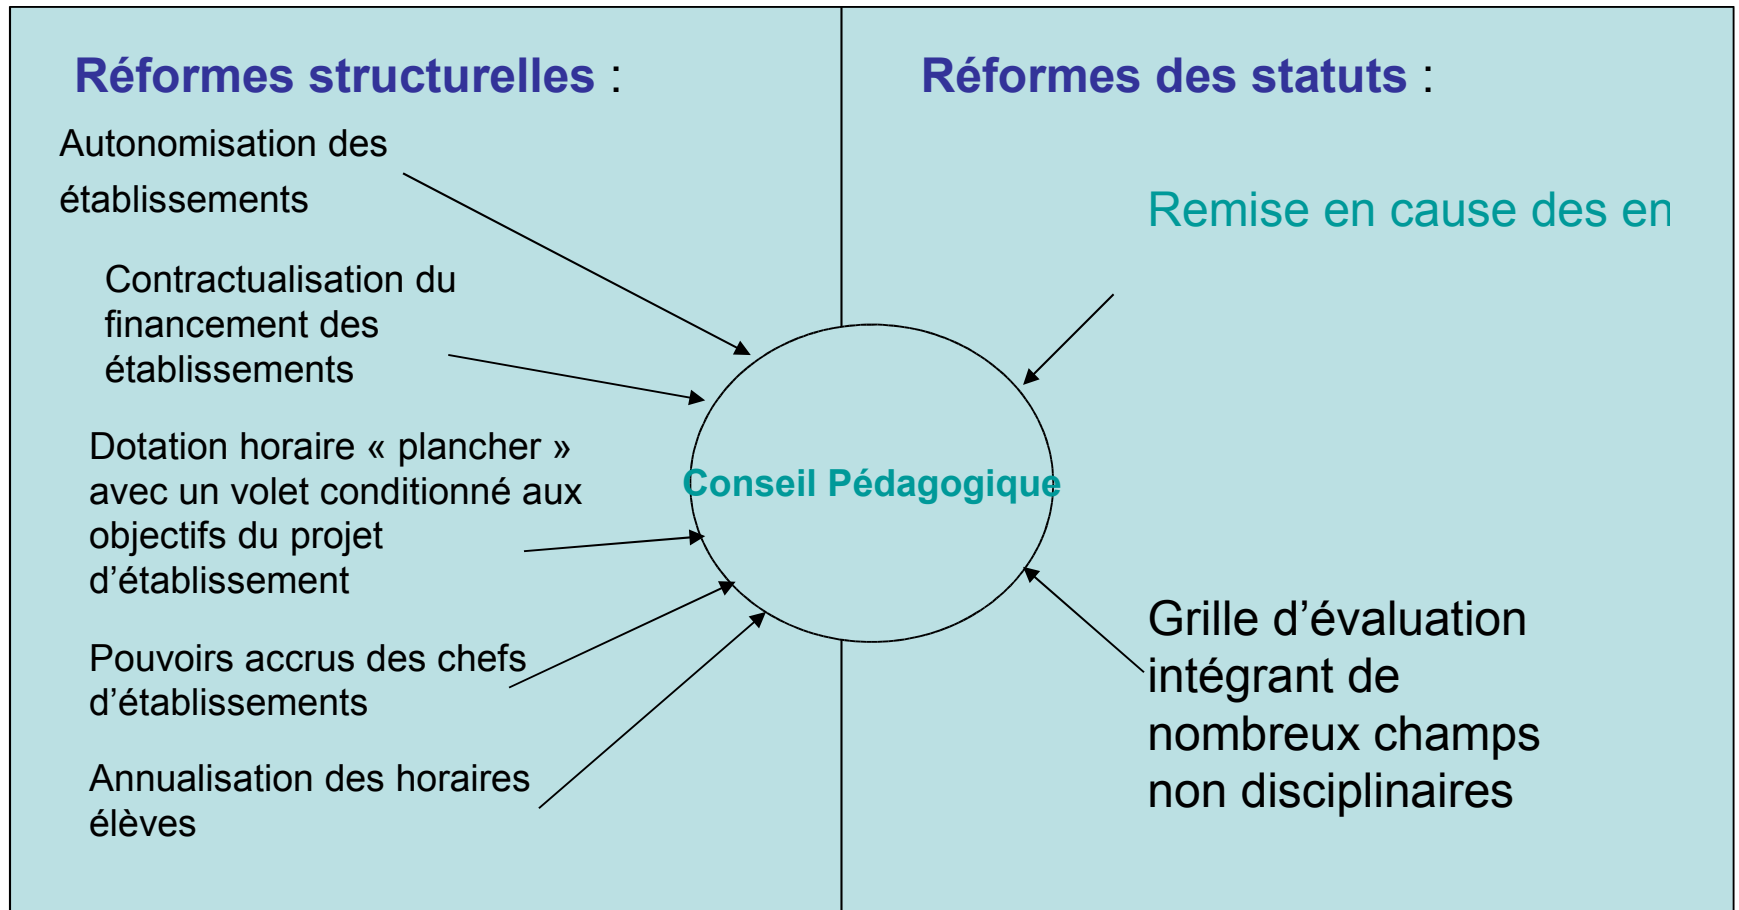 Réformes structurelles :
Autonomisation des
établissements
Contractualisation du
financement des
établissements
Dotation horaire « plancher »
avec un volet conditionné aux
objectifs du projet
d’établissement
Pouvoirs accrus des chefs
d’établissements
Annualisation des horaires
élèves
Conseil Pédagogique
Réformes des statuts :
Remise en cause des
Grille d’évaluation
intégrant de
nombreux champs
non disciplinaires